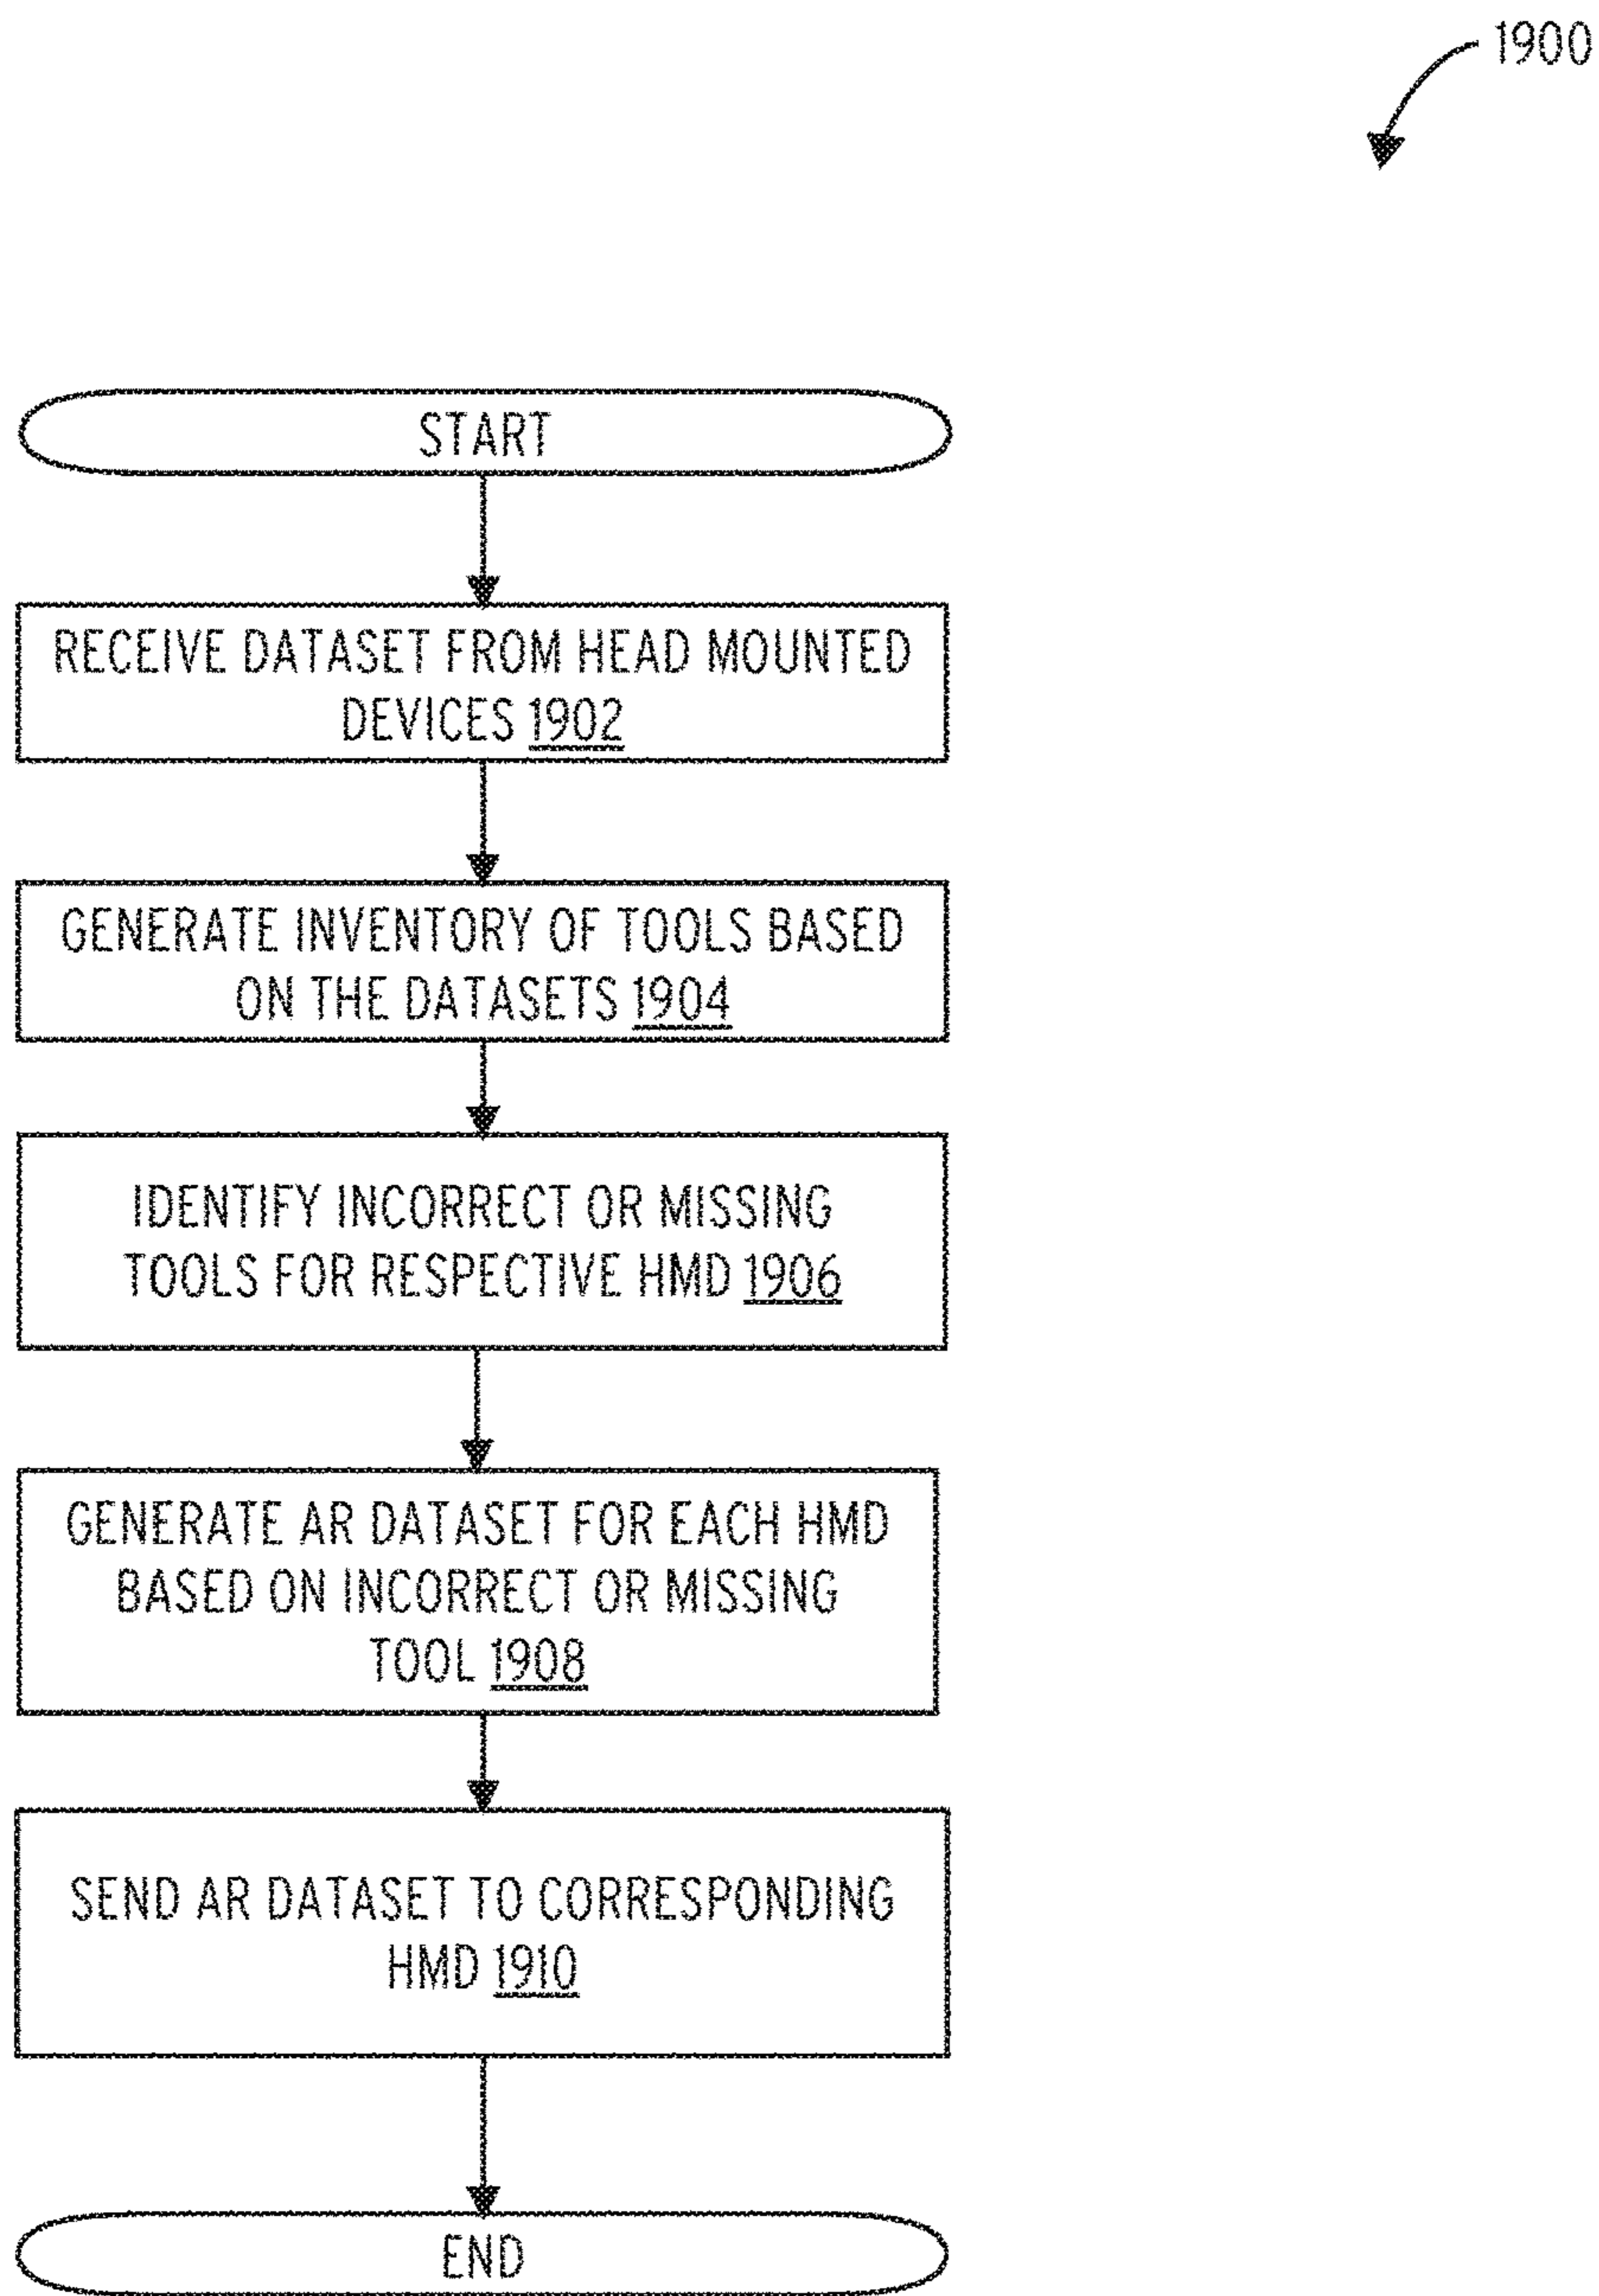 1900
START
RECEIVE DATASET FROM HEAD MOUNTED
DEVICES 1902
GENERATE INVENTORY OF TOOLS BASED
ON THE DATASETS 1904
IDENTIFY INCORRECT OR MISSING
TOOLS FOR RESPECTIVE HMD 1906
GENERATE AR DATASET FOR EACH HMD
BASED ON INCORRECT OR MISSING
TOOL 1908
SEND AR DATASET TO CORRESPONDING
HMD 1910
END